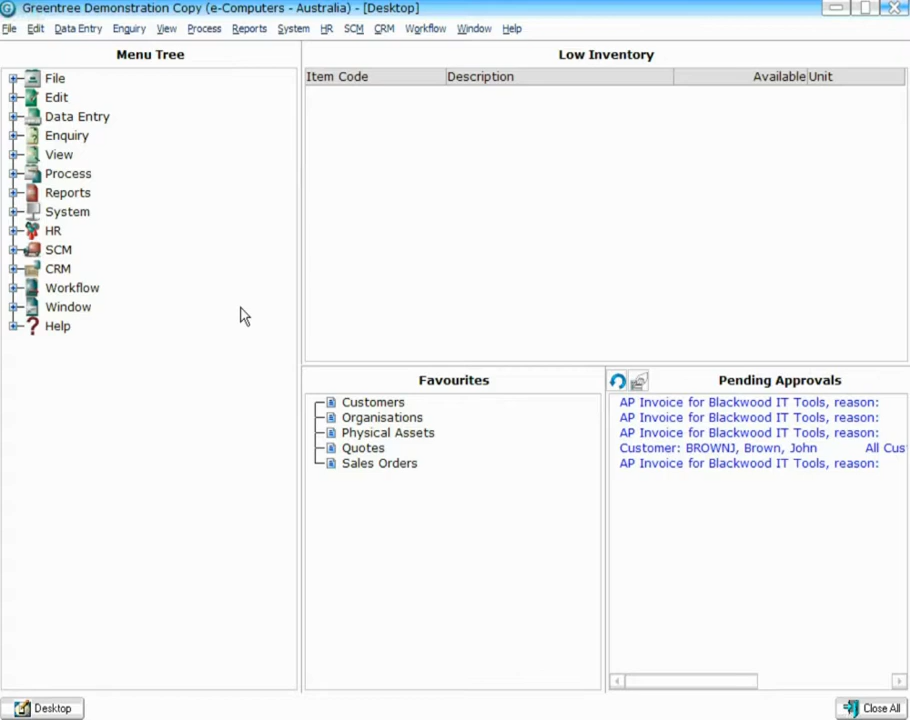 Greentree Demonstration Copy (e-Computers - Australia) - [Desktop]
File Edit Data Entry Enquiry View Process Reports System HR SCM CRM Workflow Window Help
Menu Tree
File
Edit
Data Entry
Enquiry
View
Process
Reports
System
HR
SCM
CRM
Workflow
Window
Help
Low Inventory
Item Code Description Available Unit
Favourites
Customers
Organisations
Physical Assets
Quotes
Sales Orders
Pending Approvals
AP Invoice for Blackwood IT Tools, reason:
AP Invoice for Blackwood IT Tools, reason:
AP Invoice for Blackwood IT Tools, reason:
Customer: BROWNJ, Brown, John All Cus
AP Invoice for Blackwood IT Tools, reason:
Desktop
Close All